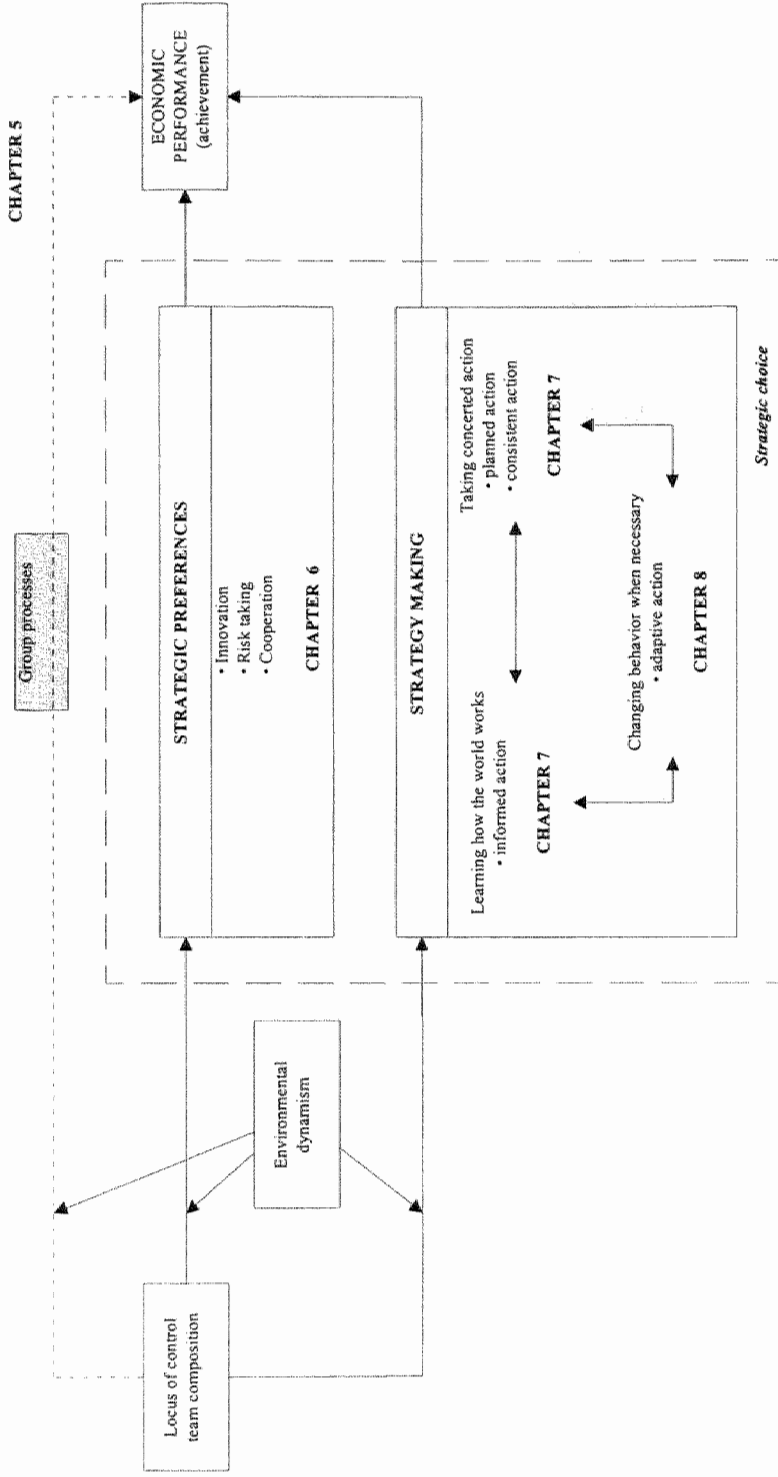 CHAPTER 5
Group processes
Locus of control
team composition
Environmental
dynamism
STRATEGIC PREFERENCES
• Innovation
• Risk taking
• Cooperation
CHAPTER 6
ECONOMIC
PERFORMANCE
(achievement)
STRATEGY MAKING
Learning how the world works
• informed action
CHAPTER 7
Taking concerted action
• planned action
• consistent action
CHAPTER 7
Changing behavior when necessary
• adaptive action
CHAPTER 8
Strategic choice